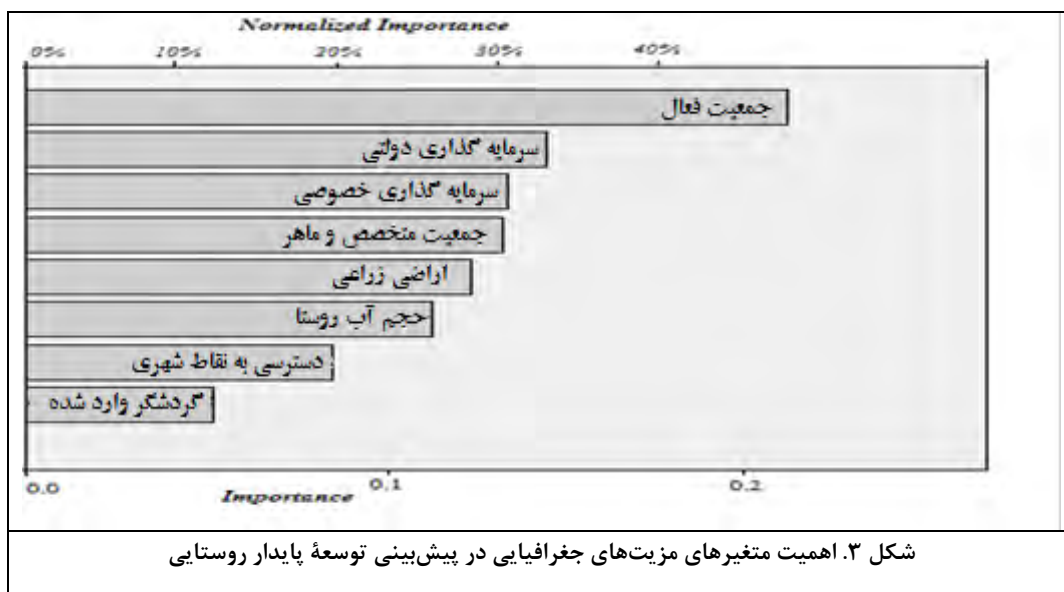 Normalized Importance
0% 10% 20% 30% 40%
جمعیت فعال
سرمایه گذاری دولتی
سرمایه گذاری خصوصی
جمعیت متخصص و ماهر
اراضی زراعی
حجم آب روستا
دسترسی به نقاط شهری
گردشگر وارد شده
0.0 0.1 0.2
Importance
شکل ۳. اهمیت متغیرهای مزیت‌های جغرافیایی در پیش‌بینی توسعۀ پایدار روستایی